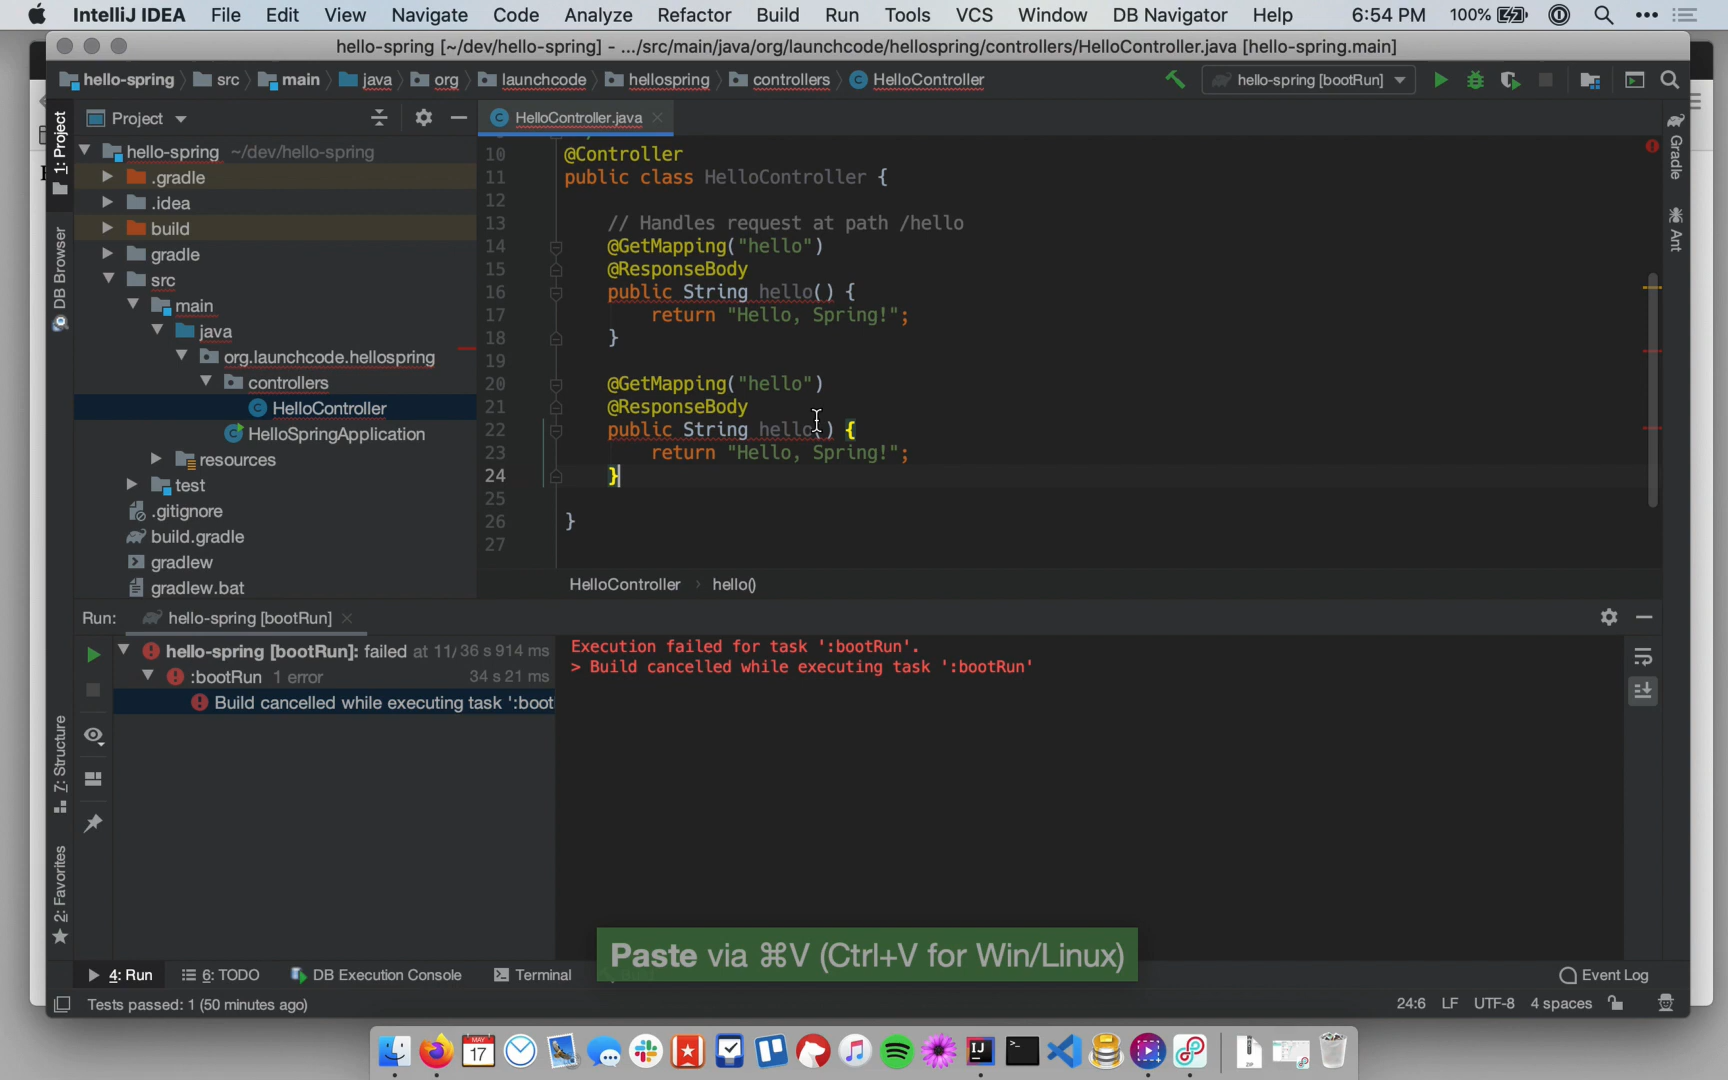 IntelliJ IDEA File Edit View Navigate Code Analyze Refactor Build Run Tools VCS Window DB Navigator Help 6:54 PM 100%
hello-spring [~/dev/hello-spring] - .../src/main/java/org/launchcode/hellospring/controllers/HelloController.java [hello-spring.main]
hello-spring src main java org launchcode hellospring controllers HelloController hello-spring [bootRun]
1: Project
DB Browser
7: Structure
2: Favorites
Project
hello-spring ~/dev/hello-spring
.gradle
.idea
build
gradle
src
main
java
org.launchcode.hellospring
controllers
HelloController
HelloSpringApplication
resources
test
.gitignore
build.gradle
gradlew
gradlew.bat
HelloController.java
10 @Controller
11 public class HelloController {
12
13 // Handles request at path /hello
14 @GetMapping("hello")
15 @ResponseBody
16 public String hello() {
17 return "Hello, Spring!";
18 }
19
20 @GetMapping("hello")
21 @ResponseBody
22 public String hello() {
23 return "Hello, Spring!";
24 }
25
26 }
27
HelloController › hello()
Gradle
Ant
Run: hello-spring [bootRun]
hello-spring [bootRun]: failed at 11/ 36 s 914 ms
:bootRun 1 error 34 s 21 ms
Build cancelled while executing task ':boot
Execution failed for task ':bootRun'.
> Build cancelled while executing task ':bootRun'
Paste via ⌘V (Ctrl+V for Win/Linux)
4: Run 6: TODO DB Execution Console Terminal Event Log
Tests passed: 1 (50 minutes ago) 24:6 LF UTF-8 4 spaces
MAY
17
IJ
>_
ZIP